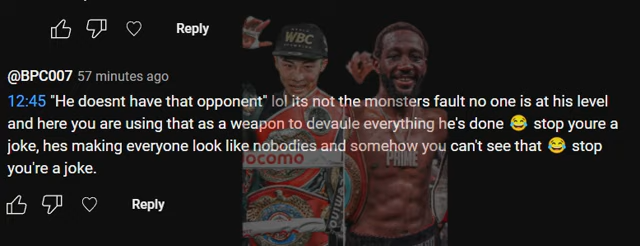 Reply
@BPC007 57 minutes ago
12:45 "He doesnt have that opponent" lol its not the monsters fault no one is at his level
and here you are using that as a weapon to devaule everything he's done 😂 stop youre a
joke, hes making everyone look like nobodies and somehow you can't see that 😂 stop
you're a joke.
Reply
WBC
ocomo
PRIME